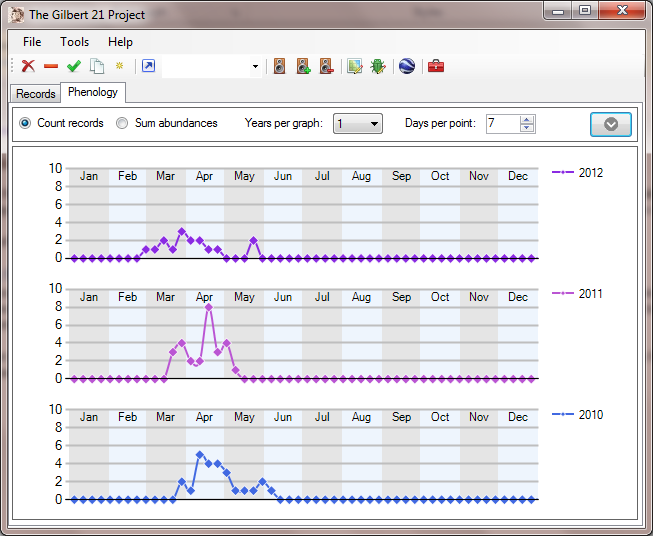 The Gilbert 21 Project
File Tools Help
Records Phenology
Count records Sum abundances Years per graph: 1 Days per point: 7
10 Jan Feb Mar Apr May Jun Jul Aug Sep Oct Nov Dec 2012
8
6
4
2
0
10 Jan Feb Mar Apr May Jun Jul Aug Sep Oct Nov Dec 2011
8
6
4
2
0
10 Jan Feb Mar Apr May Jun Jul Aug Sep Oct Nov Dec 2010
8
6
4
2
0